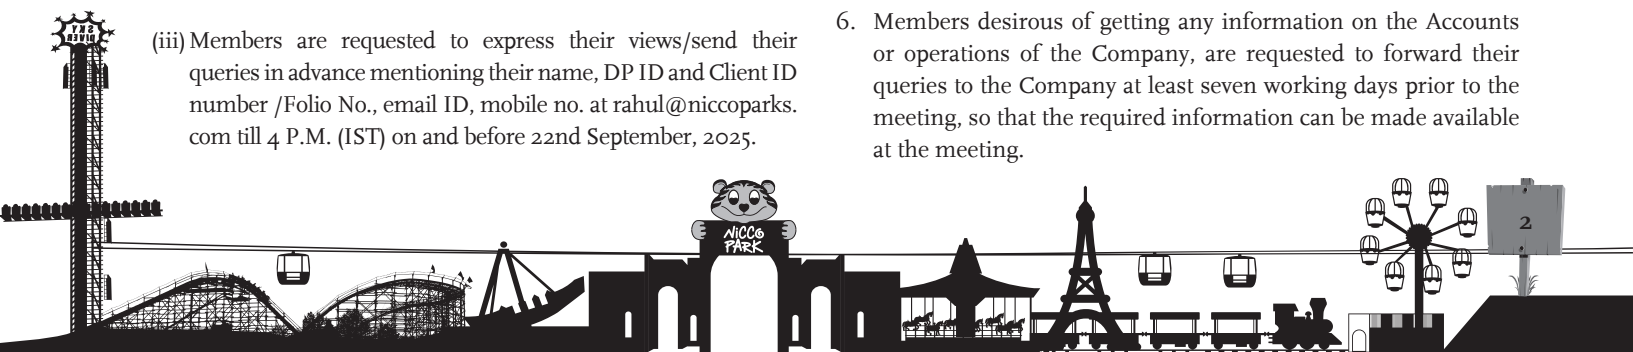 (iii) Members are requested to express their views/send their
queries in advance mentioning their name, DP ID and Client ID
number /Folio No., email ID, mobile no. at rahul@niccoparks.
com till 4 P.M. (IST) on and before 22nd September, 2025.
6. Members desirous of getting any information on the Accounts
or operations of the Company, are requested to forward their
queries to the Company at least seven working days prior to the
meeting, so that the required information can be made available
at the meeting.
SKY
DIVER
NiCCO
PARK
2